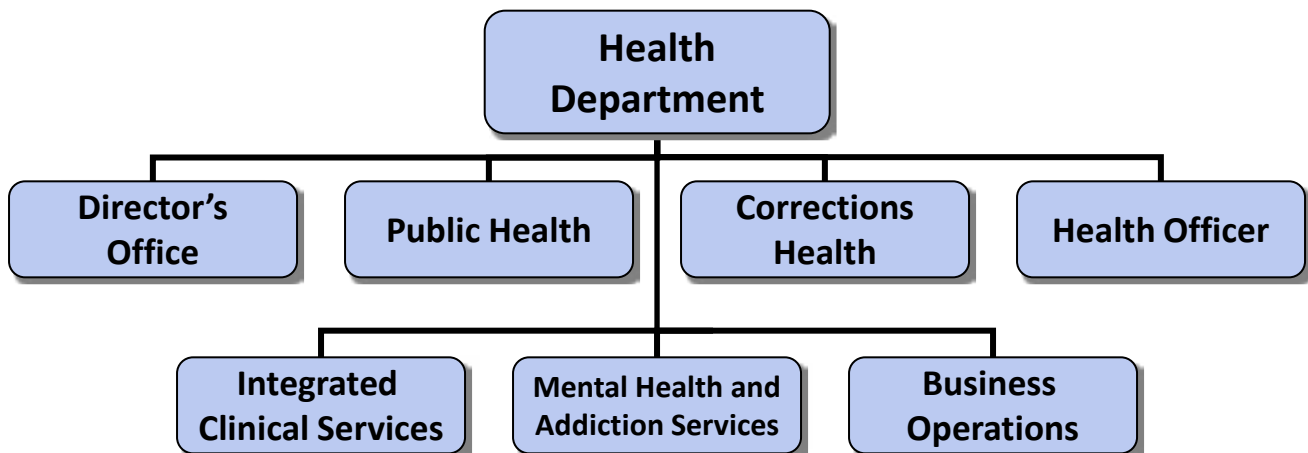 Health
Department
Director’s
Office
Public Health
Corrections
Health
Health Officer
Integrated
Clinical Services
Mental Health and
Addiction Services
Business
Operations